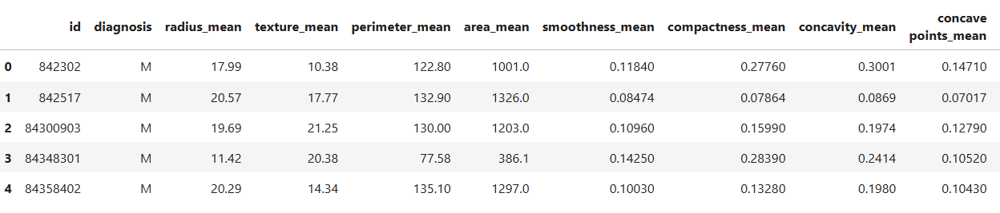 id diagnosis radius_mean texture_mean perimeter_mean area_mean smoothness_mean compactness_mean concavity_mean concave points_mean
0 842302 M 17.99 10.38 122.80 1001.0 0.11840 0.27760 0.3001 0.14710
1 842517 M 20.57 17.77 132.90 1326.0 0.08474 0.07864 0.0869 0.07017
2 84300903 M 19.69 21.25 130.00 1203.0 0.10960 0.15990 0.1974 0.12790
3 84348301 M 11.42 20.38 77.58 386.1 0.14250 0.28390 0.2414 0.10520
4 84358402 M 20.29 14.34 135.10 1297.0 0.10030 0.13280 0.1980 0.10430